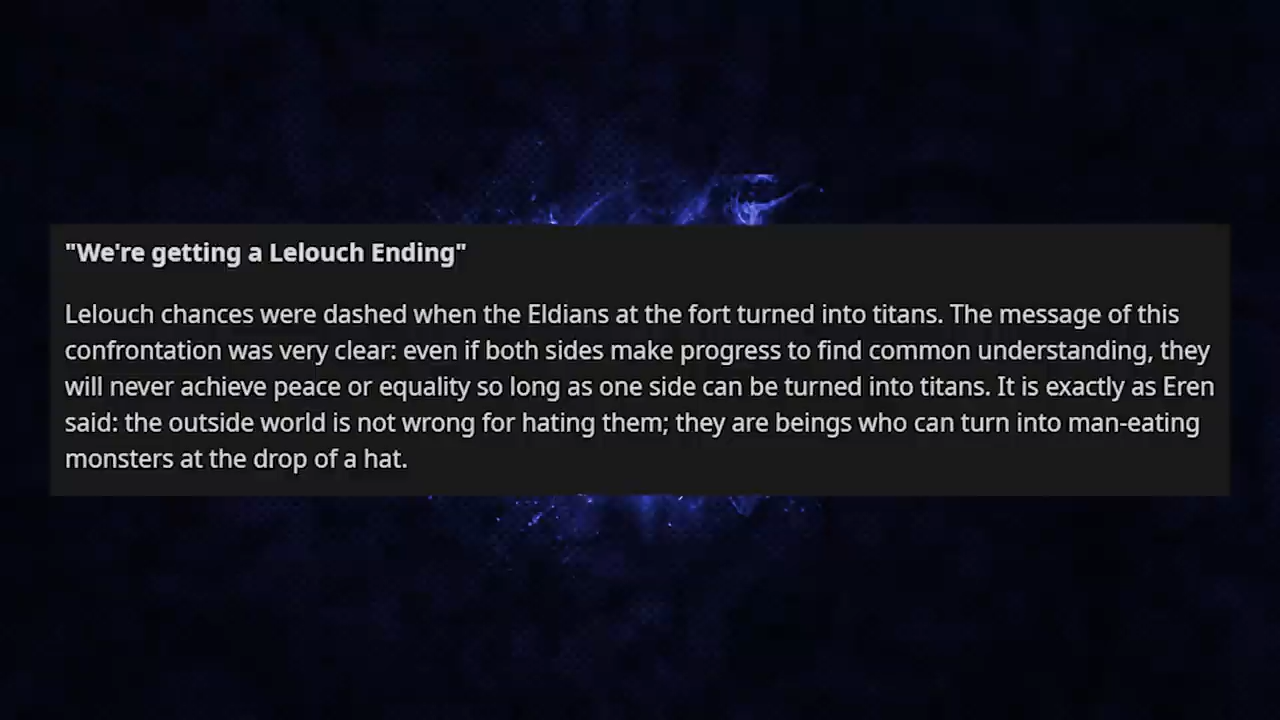 "We're getting a Lelouch Ending"
Lelouch chances were dashed when the Eldians at the fort turned into titans. The message of this
confrontation was very clear: even if both sides make progress to find common understanding, they
will never achieve peace or equality so long as one side can be turned into titans. It is exactly as Eren
said: the outside world is not wrong for hating them; they are beings who can turn into man-eating
monsters at the drop of a hat.